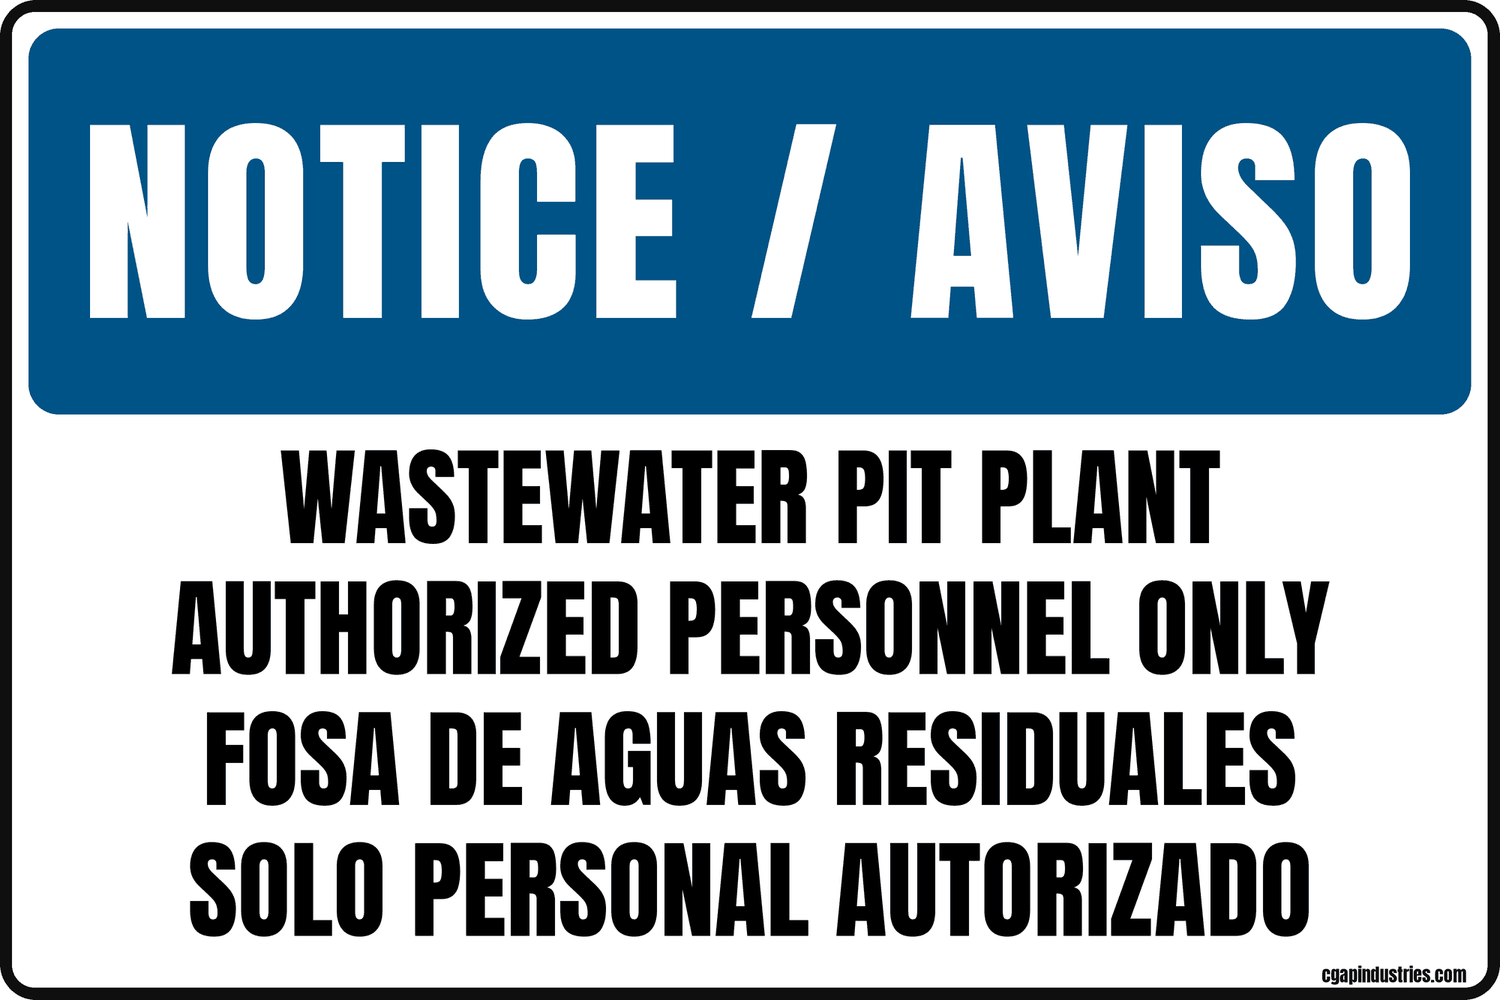 NOTICE / AVISO
WASTEWATER PIT PLANT
AUTHORIZED PERSONNEL ONLY
FOSA DE AGUAS RESIDUALES
SOLO PERSONAL AUTORIZADO
cgapindustries.com